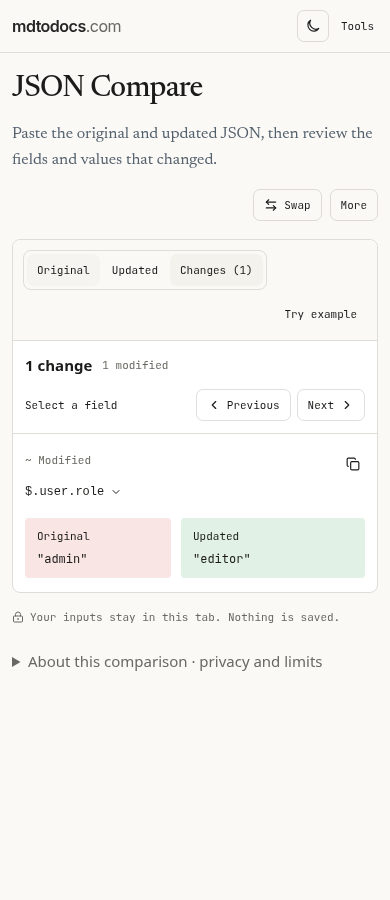 mdtodocs.com
Tools
JSON Compare
Paste the original and updated JSON, then review the
fields and values that changed.
Swap
More
Original
Updated
Changes (1)
Try example
1 change
1 modified
Select a field
Previous
Next
~ Modified
$.user.role
Original
Updated
"admin"
"editor"
Your inputs stay in this tab. Nothing is saved.
About this comparison · privacy and limits